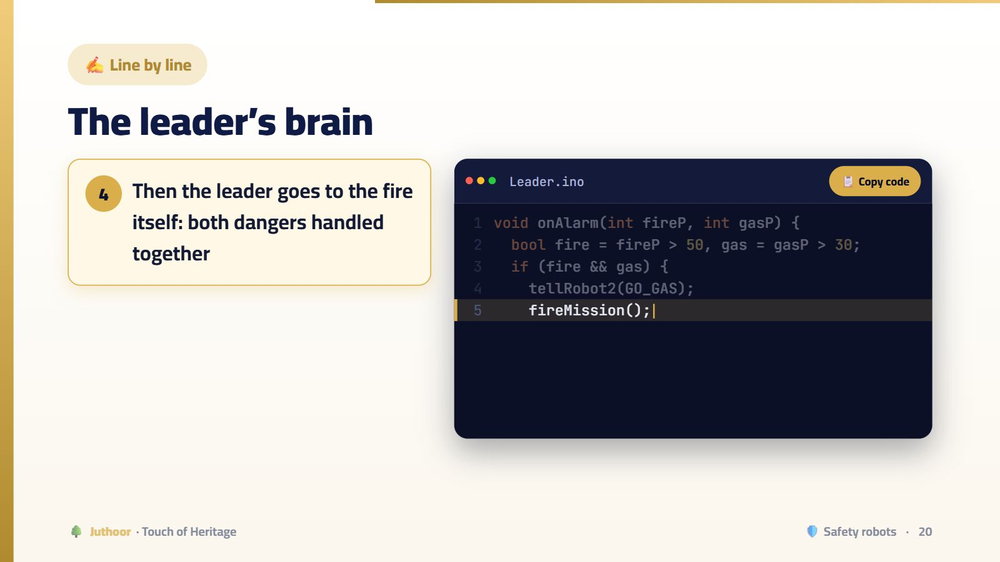 ✍️ Line by line
The leader’s brain
4
Then the leader goes to the fire
itself: both dangers handled
together
Leader.ino
📋 Copy code
1 void onAlarm(int fireP, int gasP) {
2   bool fire = fireP > 50, gas = gasP > 30;
3   if (fire && gas) {
4     tellRobot2(GO_GAS);
5     fireMission();
🌳 Juthoor · Touch of Heritage
🛡️ Safety robots · 20